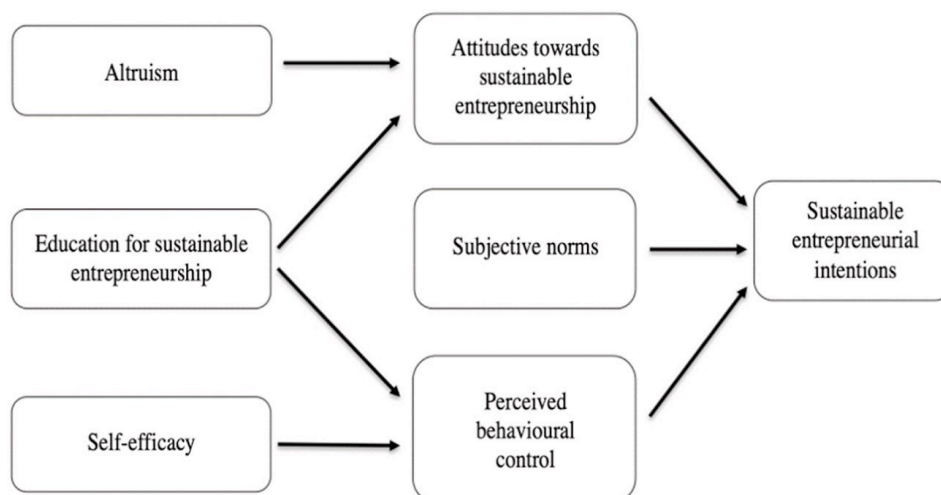 Altruism
Attitudes towards
sustainable
entrepreneurship
Education for sustainable
entrepreneurship
Subjective norms
Sustainable
entrepreneurial
intentions
Self-efficacy
Perceived
behavioural
control